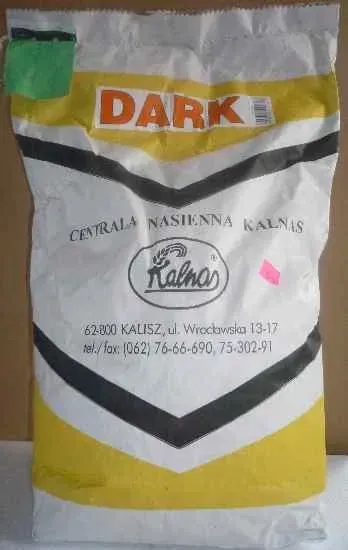 DARK
CENTRALA NASIENNA KALNAS
Kalnas ®
62-800 KALISZ, ul. Wrocławska 13-17
tel./fax: (062) 76-66-690, 75-302-91